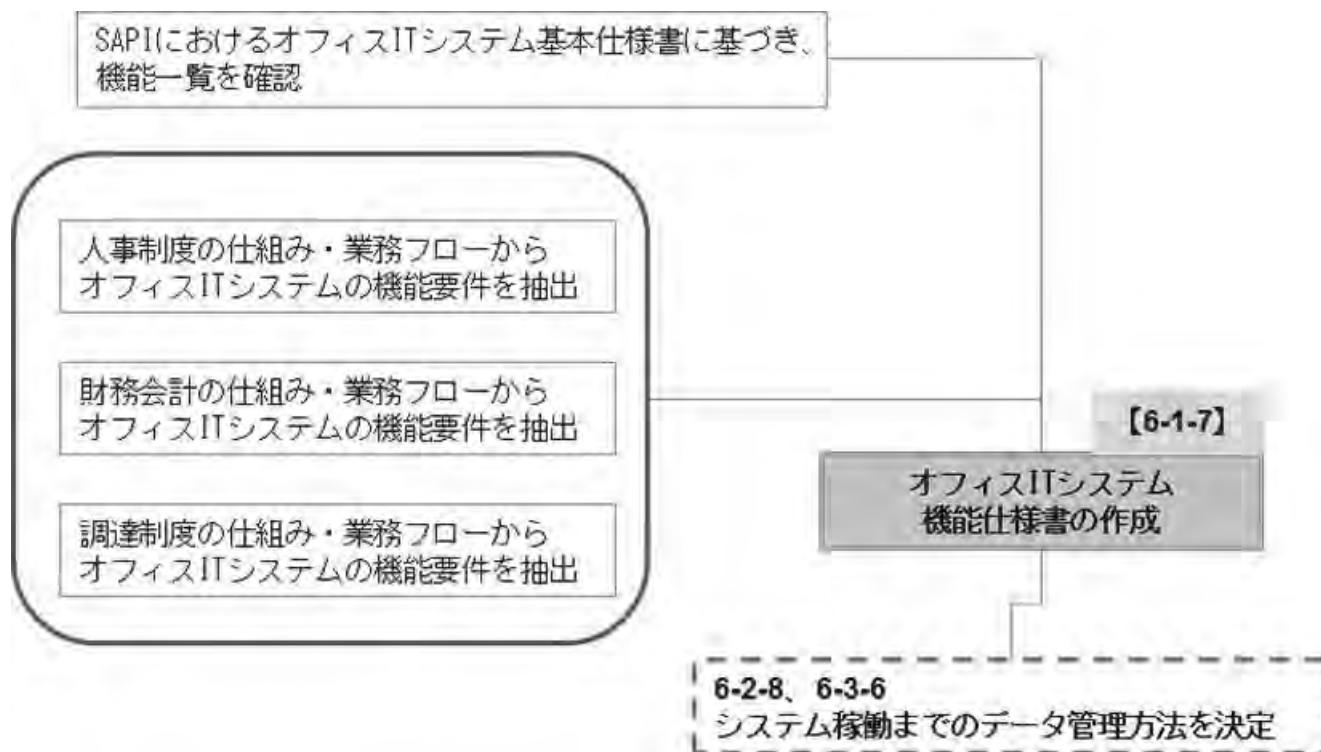 SAPIにおけるオフィスITシステム基本仕様書に基づき、
機能一覧を確認
人事制度の仕組み・業務フローから
オフィスITシステムの機能要件を抽出
財務会計の仕組み・業務フローから
オフィスITシステムの機能要件を抽出
調達制度の仕組み・業務フローから
オフィスITシステムの機能要件を抽出
【6-1-7】
オフィスITシステム
機能仕様書の作成
6-2-8、6-3-6
システム稼働までのデータ管理方法を決定